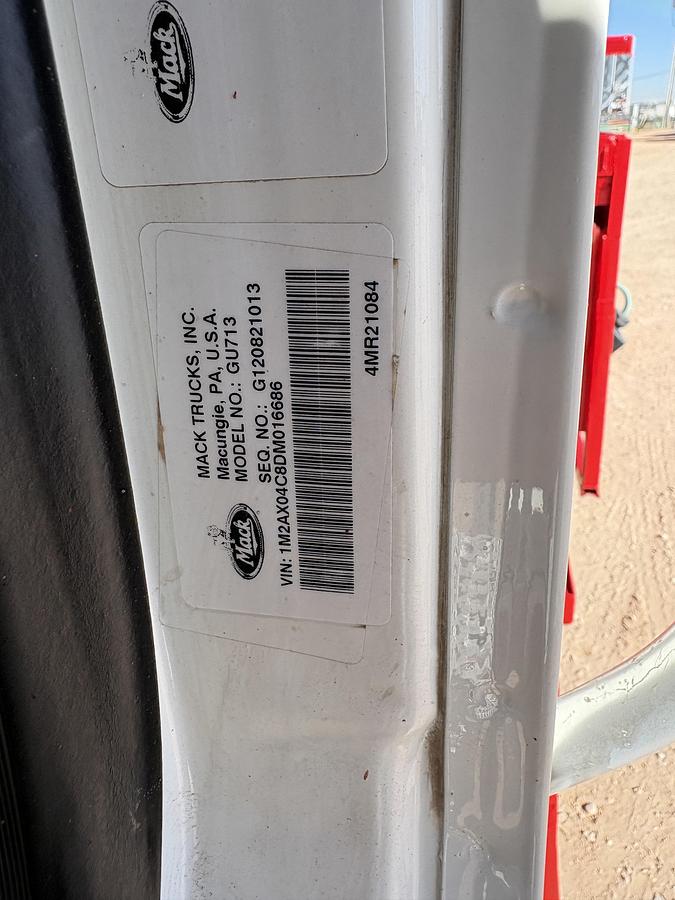 Mack
MACK TRUCKS, INC.
Macungie, PA, U.S.A.
MODEL NO.: GU713
SEQ. NO.: G120821013
Mack
VIN: 1M2AX04C8DM016686
4MR21084